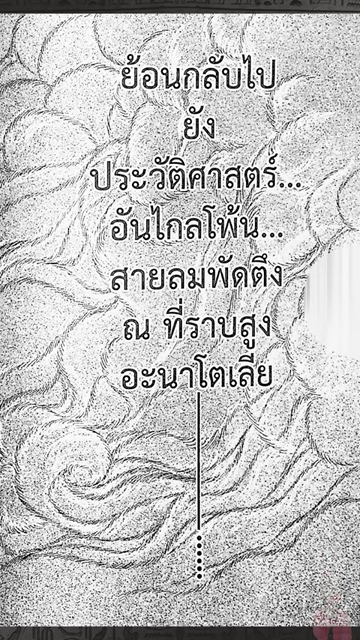 ย้อนกลับไป
ยัง
ประวัติศาสตร์...
อันไกลโพ้น...
สายลมพัดตึง
ณ ที่ราบสูง
อะนาโตเลีย